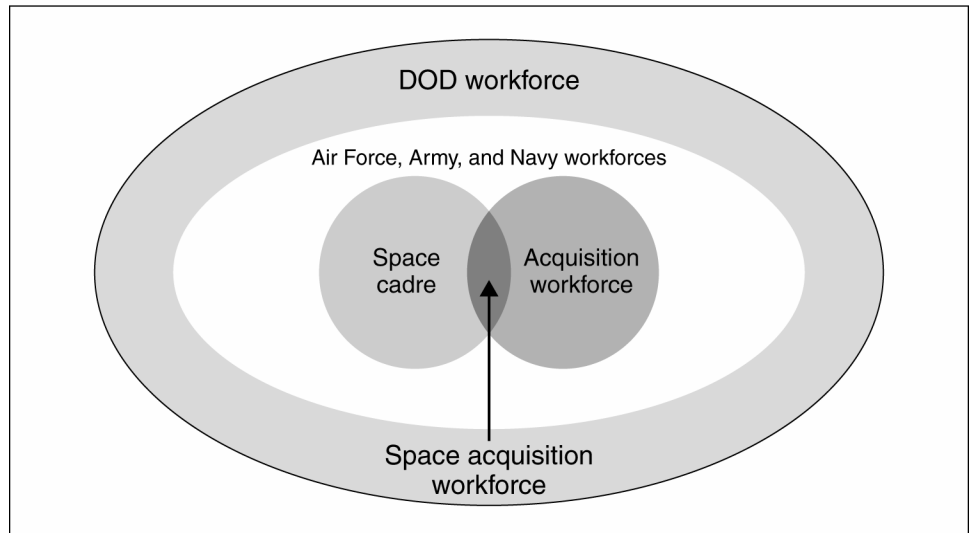 DOD workforce
Air Force, Army, and Navy workforces
Space
cadre
Acquisition
workforce
Space acquisition
workforce